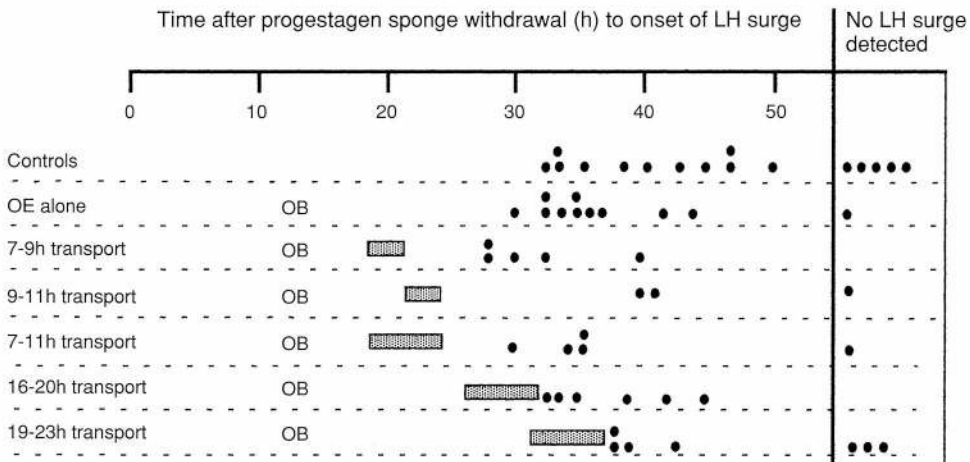 Time after progestagen sponge withdrawal (h) to onset of LH surge
No LH surge
detected
0 10 20 30 40 50
Controls
OE alone OB
7-9h transport OB
9-11h transport OB
7-11h transport OB
16-20h transport OB
19-23h transport OB